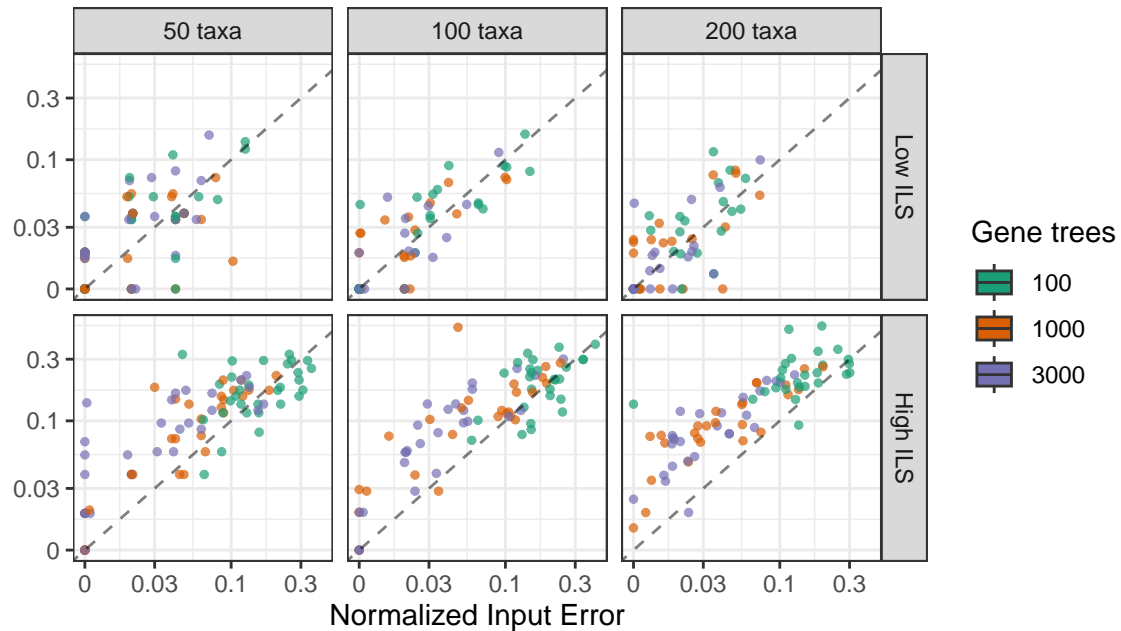 50 taxa 100 taxa 200 taxa
0.3
0.1
0.03
0
Low ILS
0.3
0.1
0.03
0
High ILS
0 0.03 0.1 0.3 0 0.03 0.1 0.3 0 0.03 0.1 0.3
Normalized Input Error
Gene trees
100
1000
3000